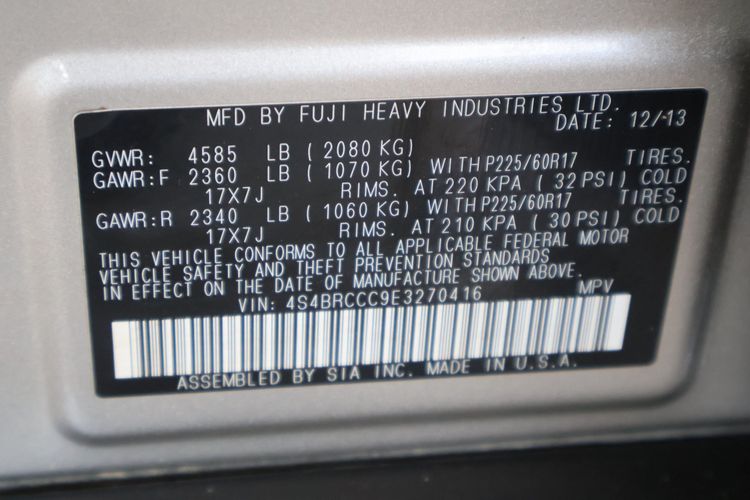 MFD BY FUJI HEAVY INDUSTRIES LTD.
DATE: 12/13
GVWR: 4585 LB ( 2080 KG)
GAWR:F 2360 LB ( 1070 KG) WITH P225/60R17 TIRES.
17X7J RIMS. AT 220 KPA ( 32 PSI) COLD
GAWR:R 2340 LB ( 1060 KG) WITH P225/60R17 TIRES.
17X7J RIMS. AT 210 KPA ( 30 PSI) COLD
THIS VEHICLE CONFORMS TO ALL APPLICABLE FEDERAL MOTOR
VEHICLE SAFETY AND THEFT PREVENTION STANDARDS
IN EFFECT ON THE DATE OF MANUFACTURE SHOWN ABOVE.
VIN: 4S4BRCCC9E3270416 MPV
ASSEMBLED BY SIA INC. MADE IN U.S.A.